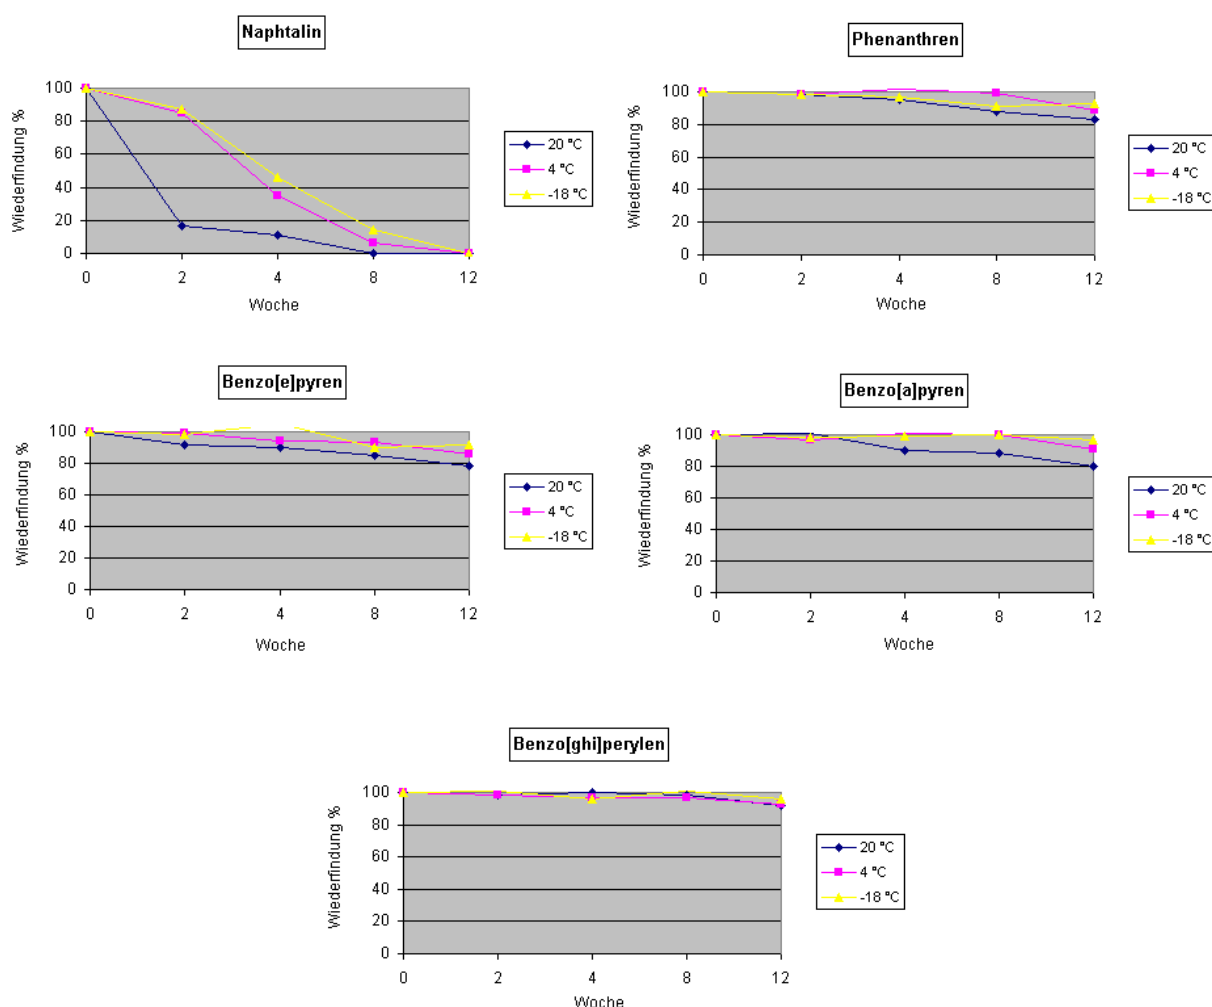 Naphtalin
Wiederfindung %
100
80
60
40
20
0
0 2 4 8 12
Woche
20 °C
4 °C
-18 °C
Phenanthren
Wiederfindung %
100
80
60
40
20
0
0 2 4 8 12
Woche
20 °C
4 °C
-18 °C
Benzo[e]pyren
Wiederfindung %
100
80
60
40
20
0
0 2 4 8 12
Woche
20 °C
4 °C
-18 °C
Benzo[a]pyren
Wiederfindung %
100
80
60
40
20
0
0 2 4 8 12
Woche
20 °C
4 °C
-18 °C
Benzo[ghi]perylen
Wiederfindung %
100
80
60
40
20
0
0 2 4 8 12
Woche
20 °C
4 °C
-18 °C